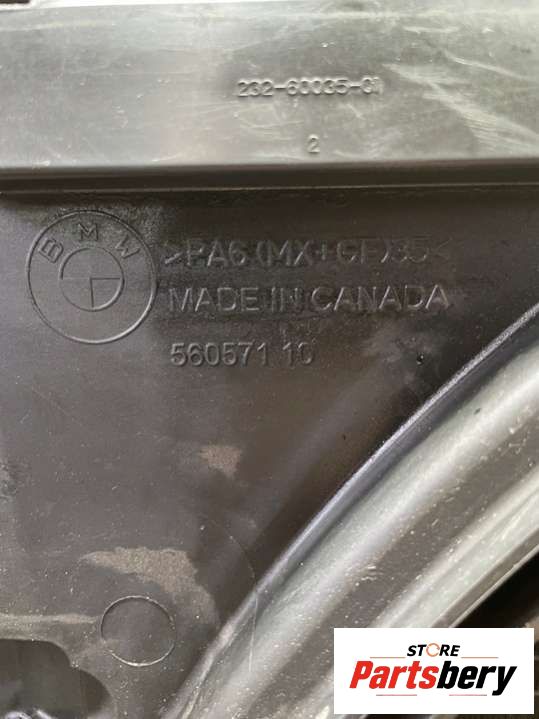 232-60035-01
2
BMW
>PA6 (MX+GF)35<
MADE IN CANADA
560571 10
STORE
Partsbery